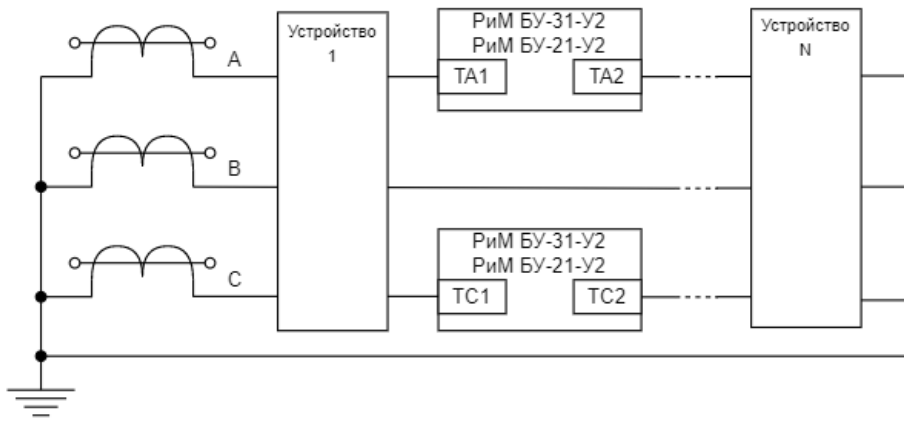 Устройство
1
РиМ БУ-31-У2
РиМ БУ-21-У2
Устройство
N
A
TA1
TA2
B
РиМ БУ-31-У2
РиМ БУ-21-У2
C
TC1
TC2